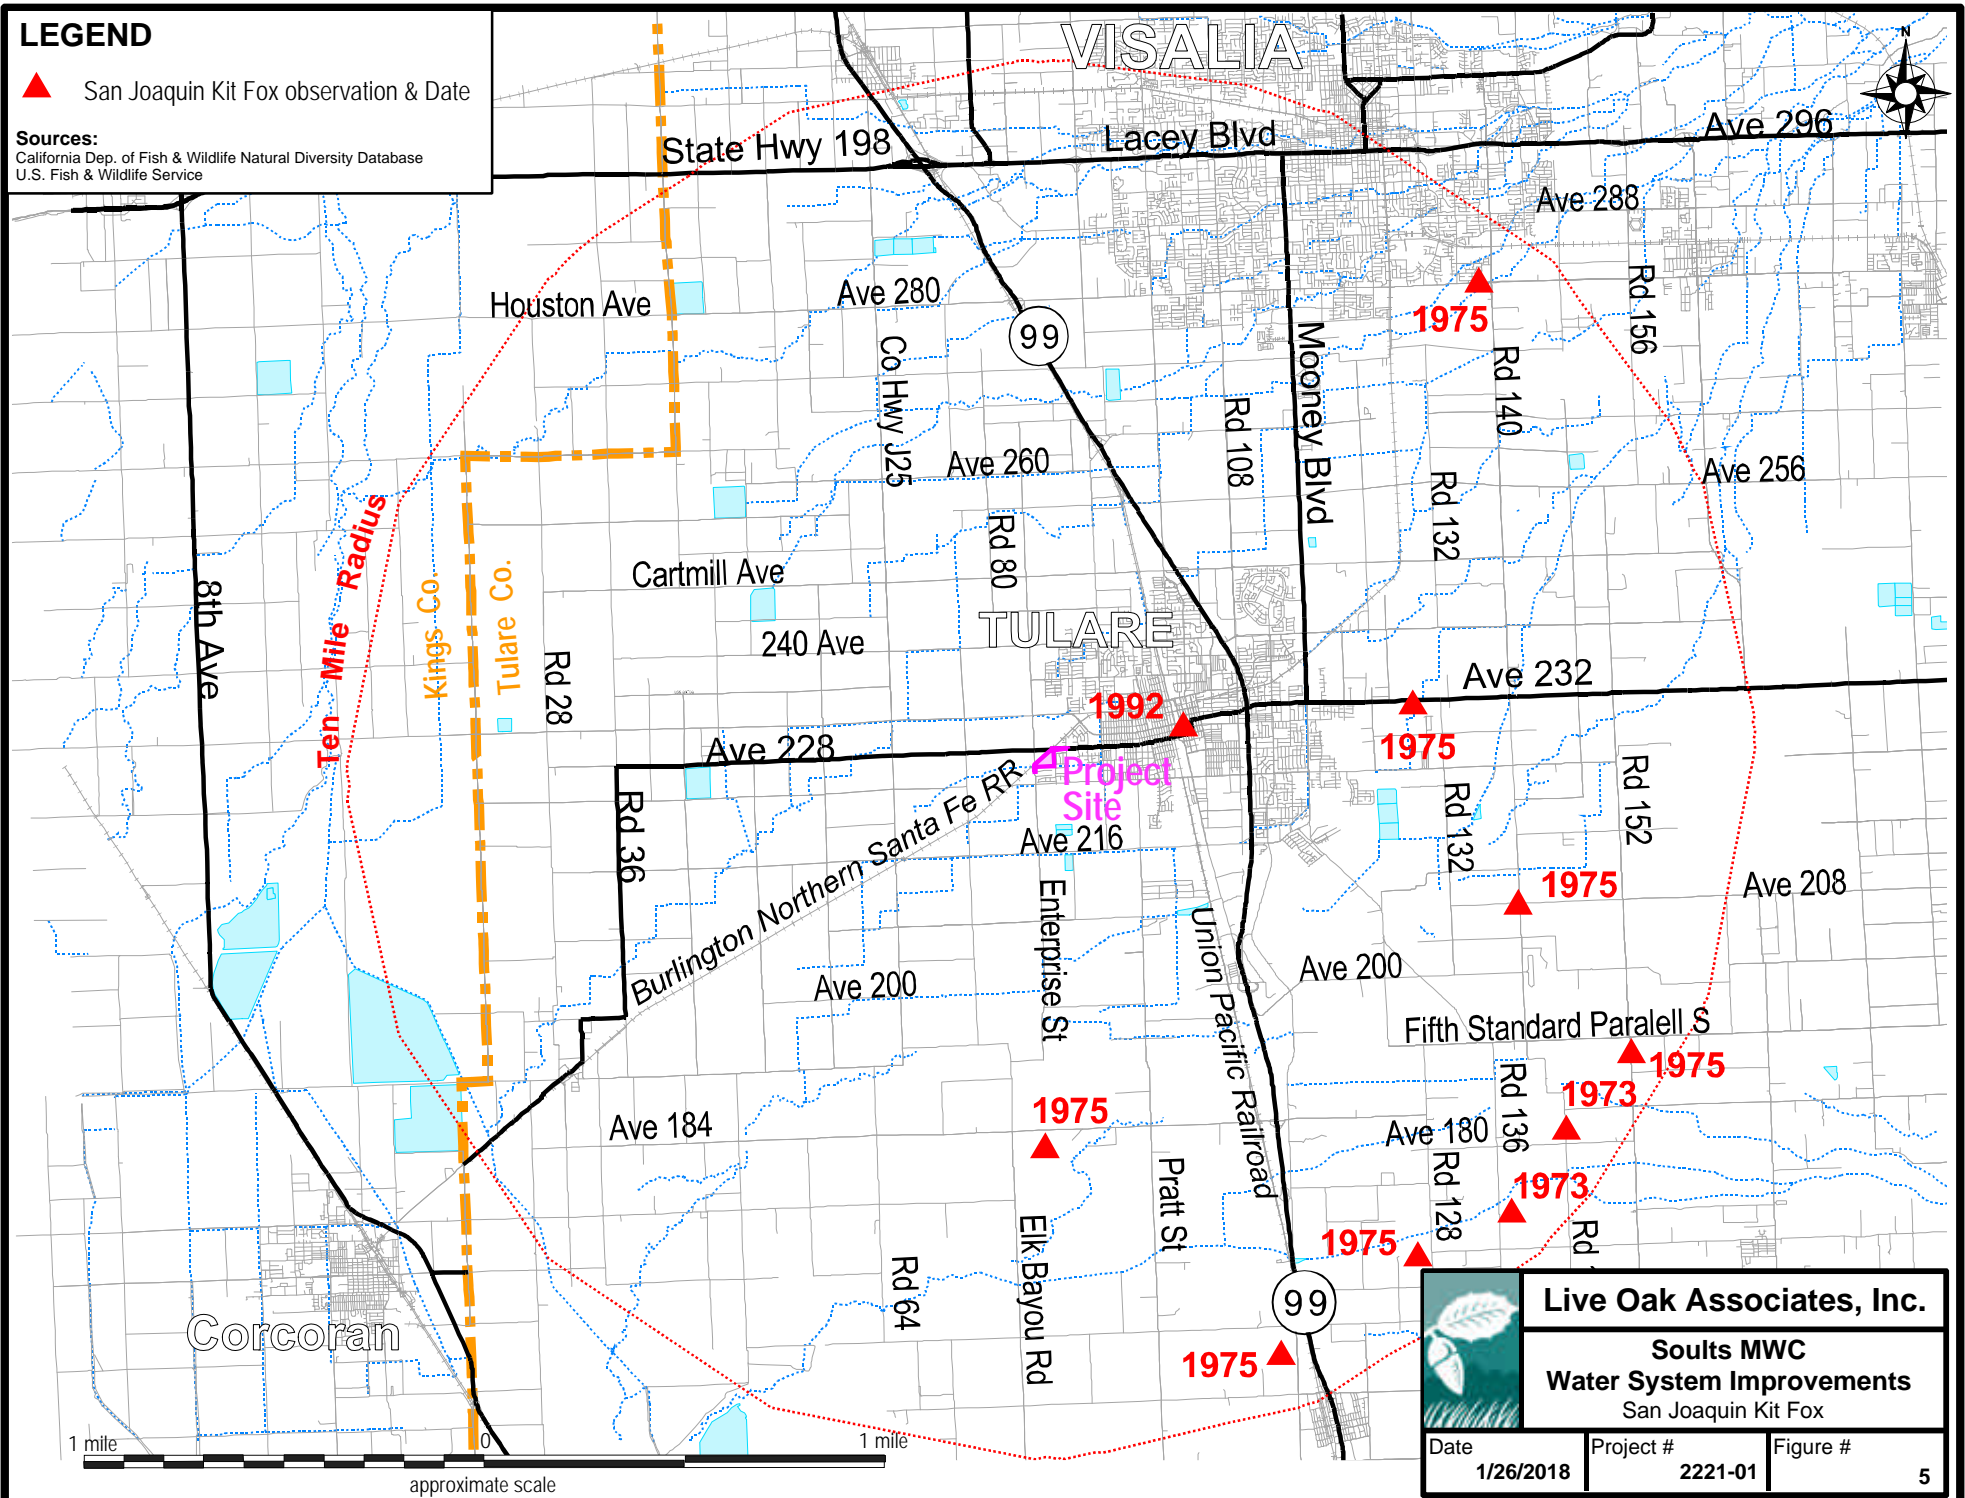 LEGEND
San Joaquin Kit Fox observation & Date
Sources:
California Dep. of Fish & Wildlife Natural Diversity Database
U.S. Fish & Wildlife Service
VISALIA
N
State Hwy 198
Lacey Blvd
Ave 296
Ave 288
Houston Ave
Ave 280
Rd 156
1975
99
Co Hwy J25
Mooney Blvd
Rd 140
Rd 108
Ave 260
Ave 256
Rd 132
Rd 80
Ten Mile Radius
Kings Co.
Tulare Co.
8th Ave
Cartmill Ave
TULARE
240 Ave
Rd 28
Ave 232
1992
1975
Ave 228
Project
Site
Rd 36
Burlington Northern Santa Fe RR
Ave 216
Rd 132
Rd 152
1975
Ave 208
Enterprise St
Union Pacific Railroad
Ave 200
Ave 200
Fifth Standard Paralell S
1975
Rd 136
1973
1975
Ave 184
Ave 180
Rd 128
1973
Pratt St
Elk Bayou Rd
Rd 64
1975
Rd
99
Corcoran
1975
1 mile
0
1 mile
approximate scale
Live Oak Associates, Inc.
Soults MWC
Water System Improvements
San Joaquin Kit Fox
Date
1/26/2018
Project #
2221-01
Figure #
5